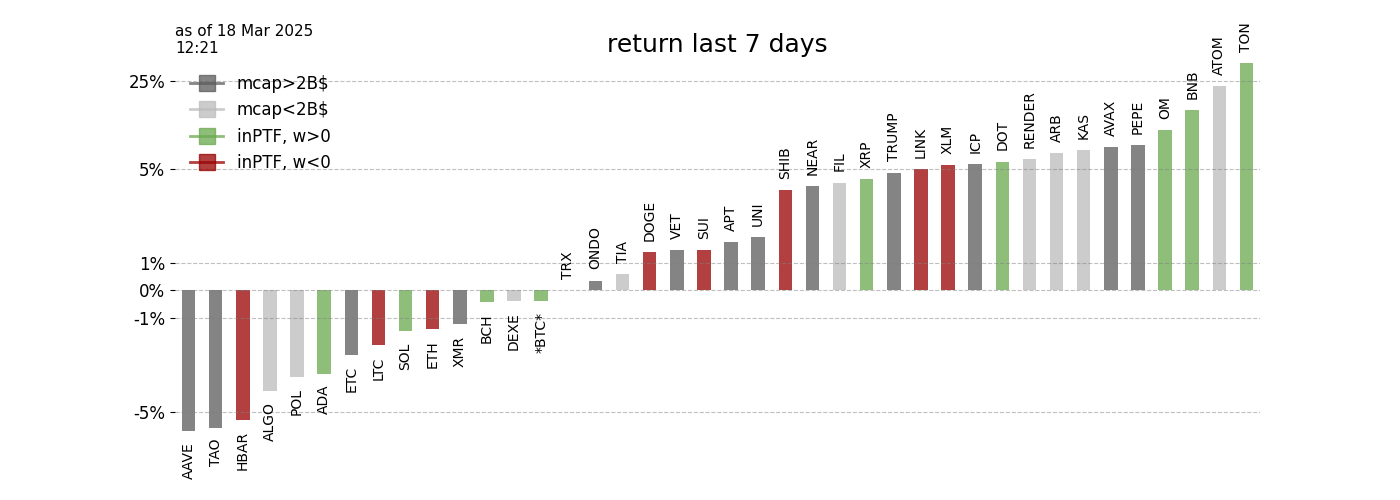 as of 18 Mar 2025
12:21
return last 7 days
mcap>2B$
mcap<2B$
inPTF, w>0
inPTF, w<0
25%
5%
1%
0%
-1%
-5%
AAVE
TAO
HBAR
ALGO
POL
ADA
ETC
LTC
SOL
ETH
XMR
BCH
DEXE
*BTC*
TRX
ONDO
TIA
DOGE
VET
SUI
APT
UNI
SHIB
NEAR
FIL
XRP
TRUMP
LINK
XLM
ICP
DOT
RENDER
ARB
KAS
AVAX
PEPE
OM
BNB
ATOM
TON